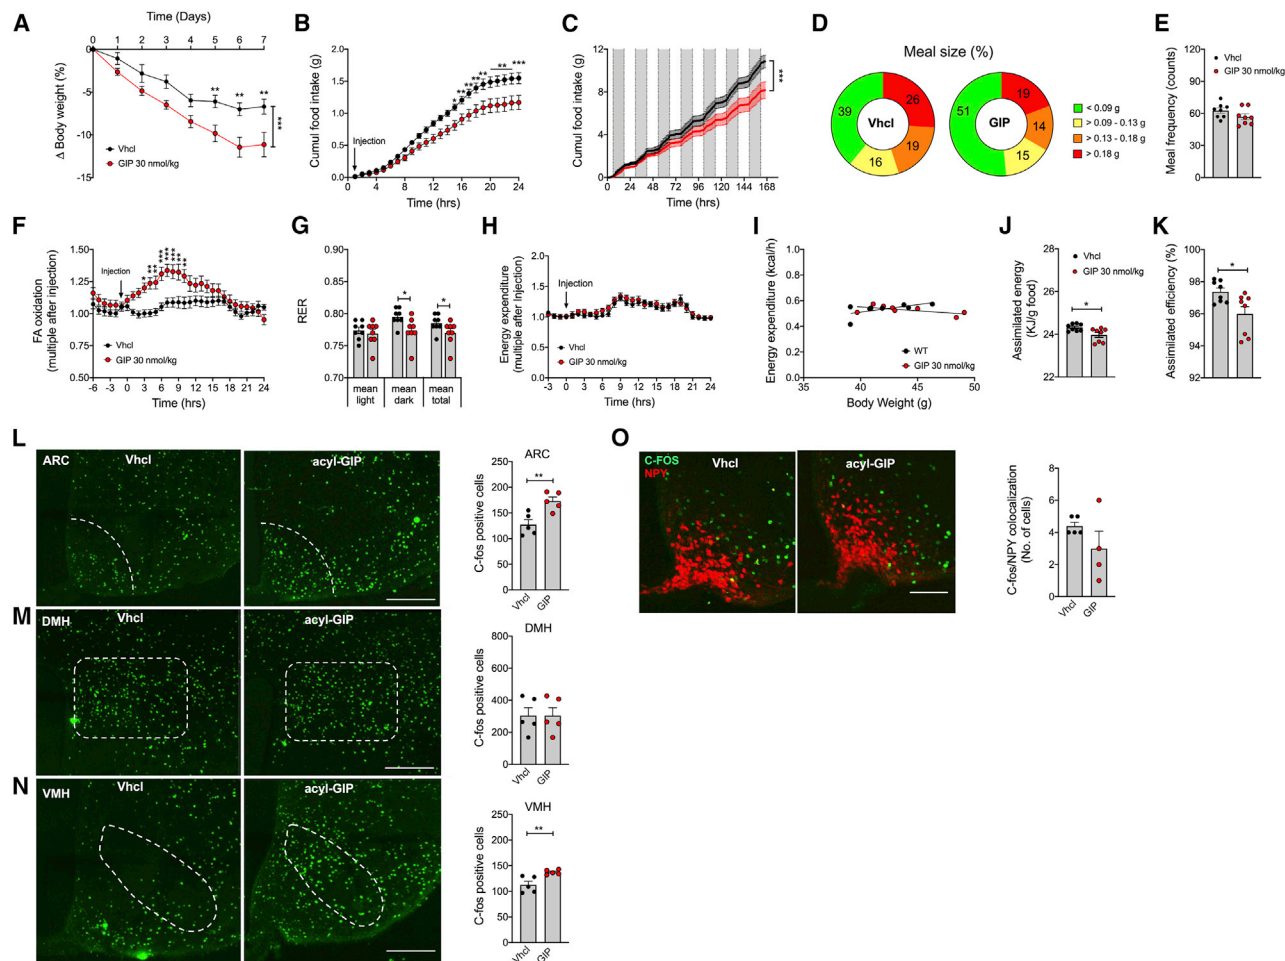 A
Time (Days)
0 1 2 3 4 5 6 7
0
-5
-10
-15
Δ Body weight (%)
** ** **
***
Vhcl
GIP 30 nmol/kg
B
Cumul food intake (g)
2.0
1.5
1.0
0.5
0.0
Injection
0 4 8 12 16 20 24
Time (hrs)
C
Cumul food intake (g)
12
8
4
0
***
0 24 48 72 96 120 144 168
Time (hrs)
D
Meal size (%)
39 26 19 16
Vhcl
51 19 14 15
GIP
< 0.09 g
> 0.09 - 0.13 g
> 0.13 - 0.18 g
> 0.18 g
E
Meal frequency (counts)
120
90
60
30
0
Vhcl
GIP 30 nmol/kg
F
FA oxidation
(multiple after injection)
1.50
1.25
1.00
0.75
0.50
Injection
Vhcl
GIP 30 nmol/kg
-6 -3 0 3 6 9 12 15 18 21 24
Time (hrs)
G
RER
0.90
0.85
0.80
0.75
0.70
* *
mean light
mean dark
mean total
H
Energy expenditure
(multiple after injection)
2.0
1.5
1.0
0.5
0.0
Injection
Vhcl
GIP 30 nmol/kg
-3 0 3 6 9 12 15 18 21 24
Time (hrs)
I
Energy expenditure (kcal/h)
1.0
0.8
0.6
0.4
0.2
0.0
WT
GIP 30 nmol/kg
35 40 45 50
Body Weight (g)
J
Assimilated energy
(KJ/g food)
28
26
24
22
Vhcl
GIP 30 nmol/kg
*
K
Assimilated efficiency (%)
100
98
96
94
92
*
L
ARC
Vhcl
acyl-GIP
ARC
C-fos positive cells
250
200
150
100
50
0
**
Vhcl
GIP
O
C-FOS
NPY
Vhcl
acyl-GIP
C-fos/NPY colocalization
(No. of cells)
8
6
4
2
0
Vhcl
GIP
M
DMH
Vhcl
acyl-GIP
DMH
C-fos positive cells
800
600
400
200
0
Vhcl
GIP
N
VMH
Vhcl
acyl-GIP
VMH
C-fos positive cells
250
200
150
100
50
0
**
Vhcl
GIP